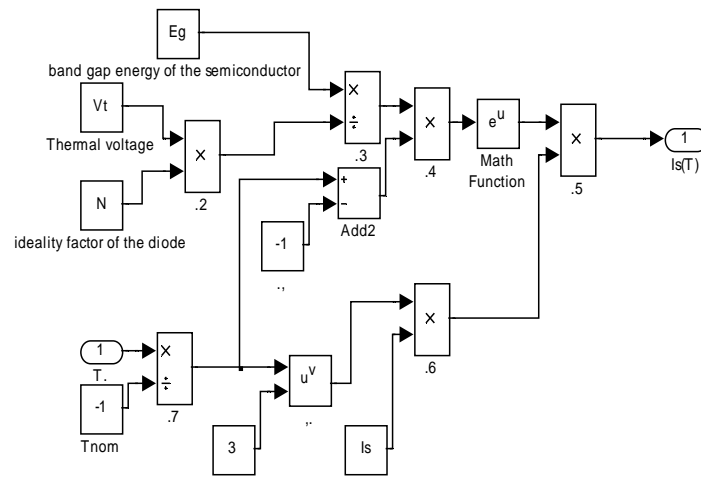 Eg
band gap energy of the semiconductor
Vt
Thermal voltage
N
ideality factor of the diode
×
.2
×
÷
.3
+
−
Add2
-1
.,
×
.4
e^u
Math
Function
×
.5
1
Is(T)
1
T.
-1
Tnom
×
÷
.7
u^v
,.
3
Is
×
.6